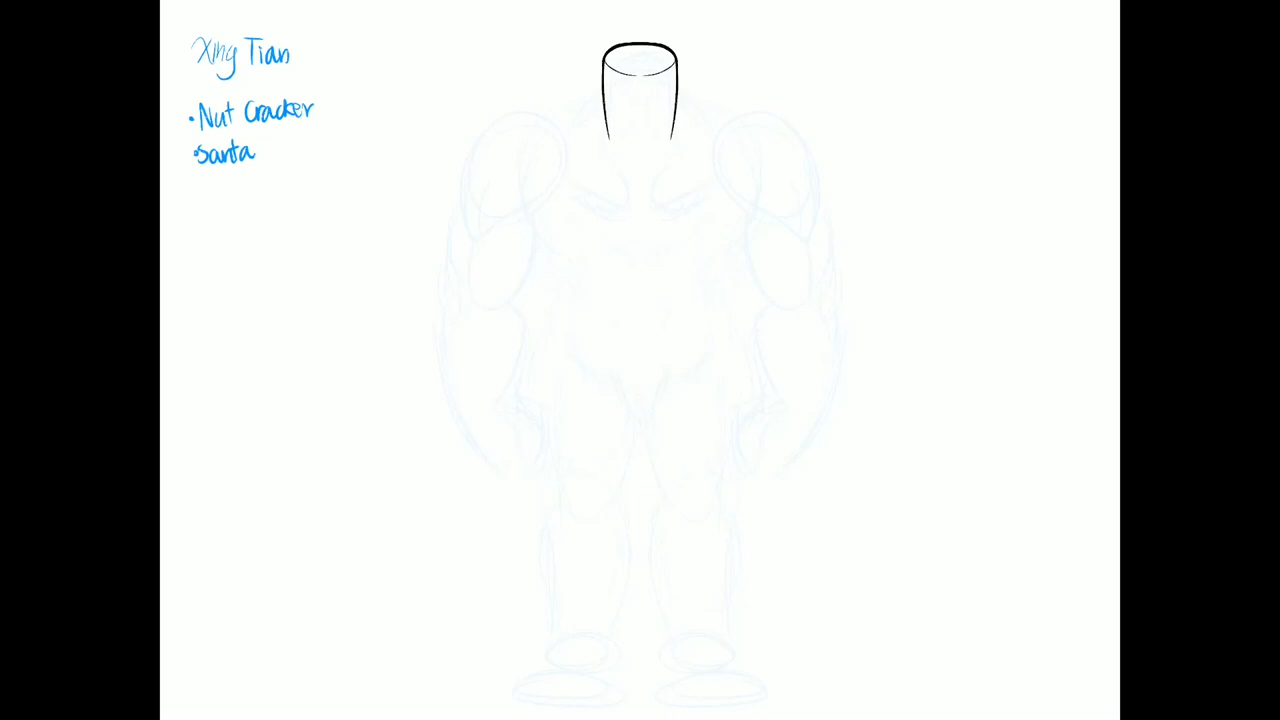 Xing Tian
• Nut Cracker
• Santa